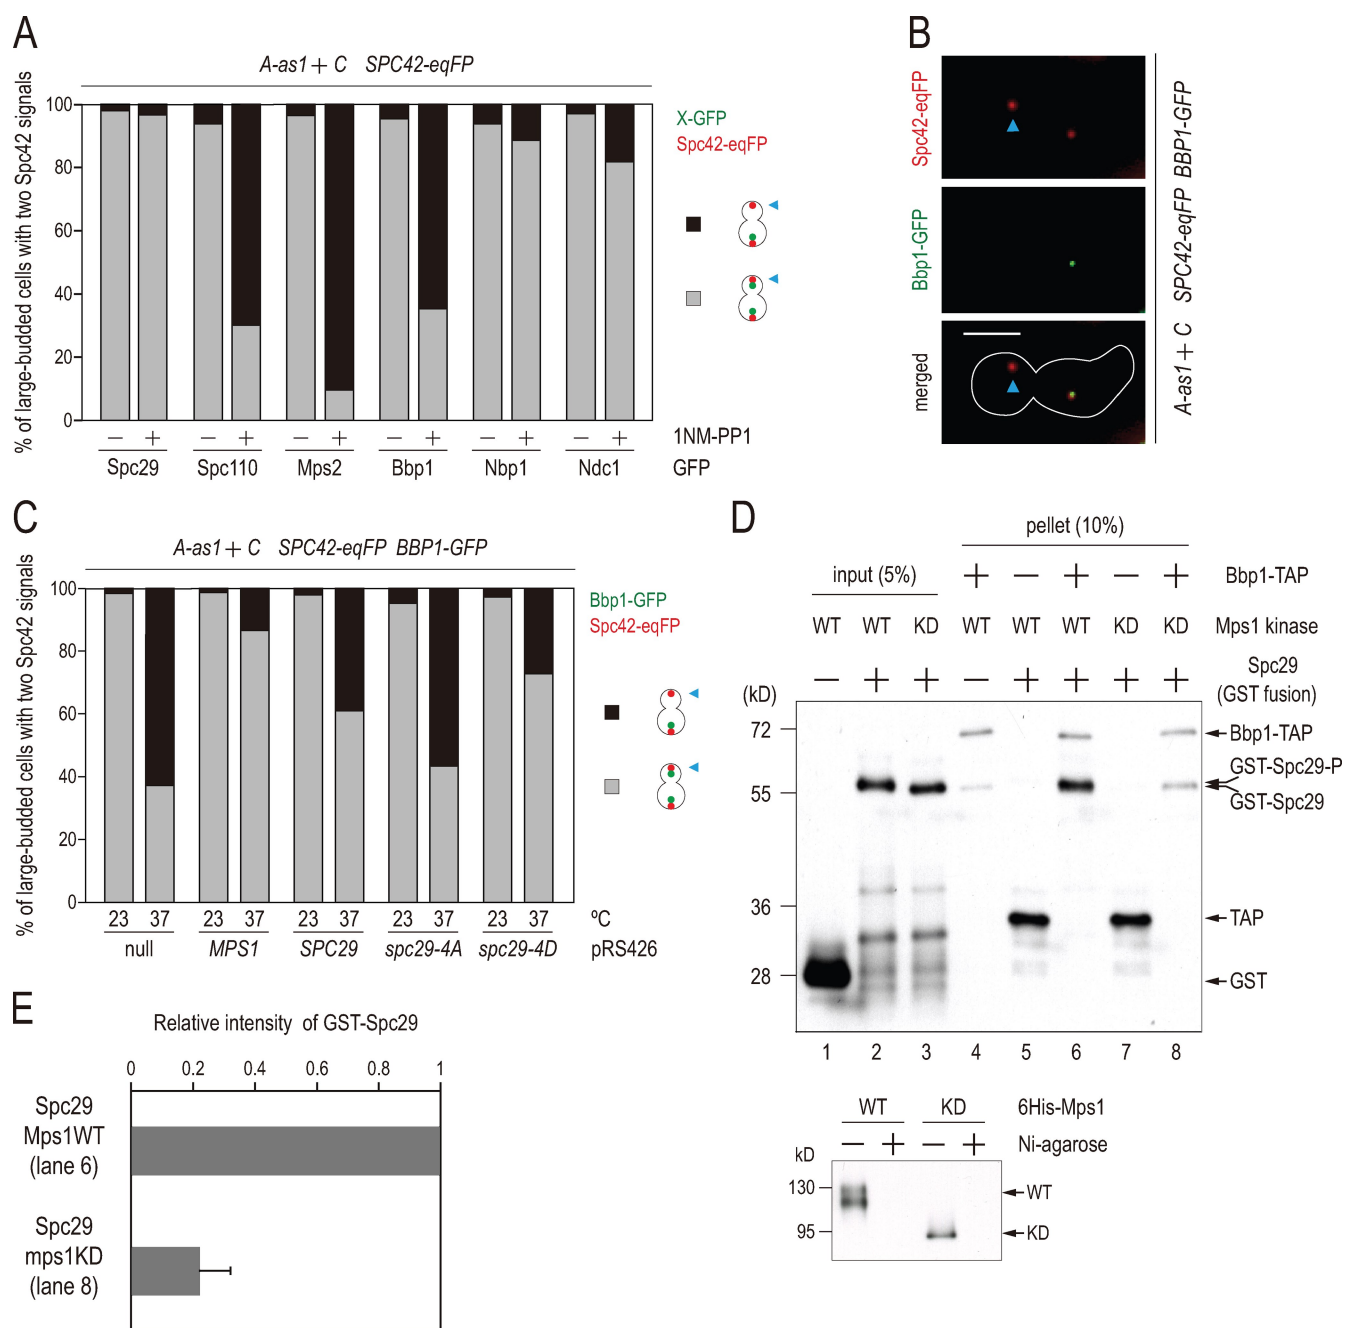 A
A-as1 + C SPC42-eqFP
% of large-budded cells with two Spc42 signals
100
80
60
40
20
0
X-GFP
Spc42-eqFP
− + − + − + − + − + − + 1NM-PP1
Spc29 Spc110 Mps2 Bbp1 Nbp1 Ndc1 GFP
B
Spc42-eqFP
Bbp1-GFP
merged
A-as1 + C SPC42-eqFP BBP1-GFP
C
A-as1 + C SPC42-eqFP BBP1-GFP
% of large-budded cells with two Spc42 signals
100
80
60
40
20
0
Bbp1-GFP
Spc42-eqFP
23 37 23 37 23 37 23 37 23 37 ºC
null MPS1 SPC29 spc29-4A spc29-4D pRS426
D
pellet (10%)
input (5%) + − + − + Bbp1-TAP
WT WT KD WT WT WT KD KD Mps1 kinase
− + + − + + + + Spc29
(GST fusion)
(kD)
72
55
36
28
Bbp1-TAP
GST-Spc29-P
GST-Spc29
TAP
GST
1 2 3 4 5 6 7 8
WT KD 6His-Mps1
− + − + Ni-agarose
kD
130
95
WT
KD
E
Relative intensity of GST-Spc29
0 0.2 0.4 0.6 0.8 1
Spc29
Mps1WT
(lane 6)
Spc29
mps1KD
(lane 8)